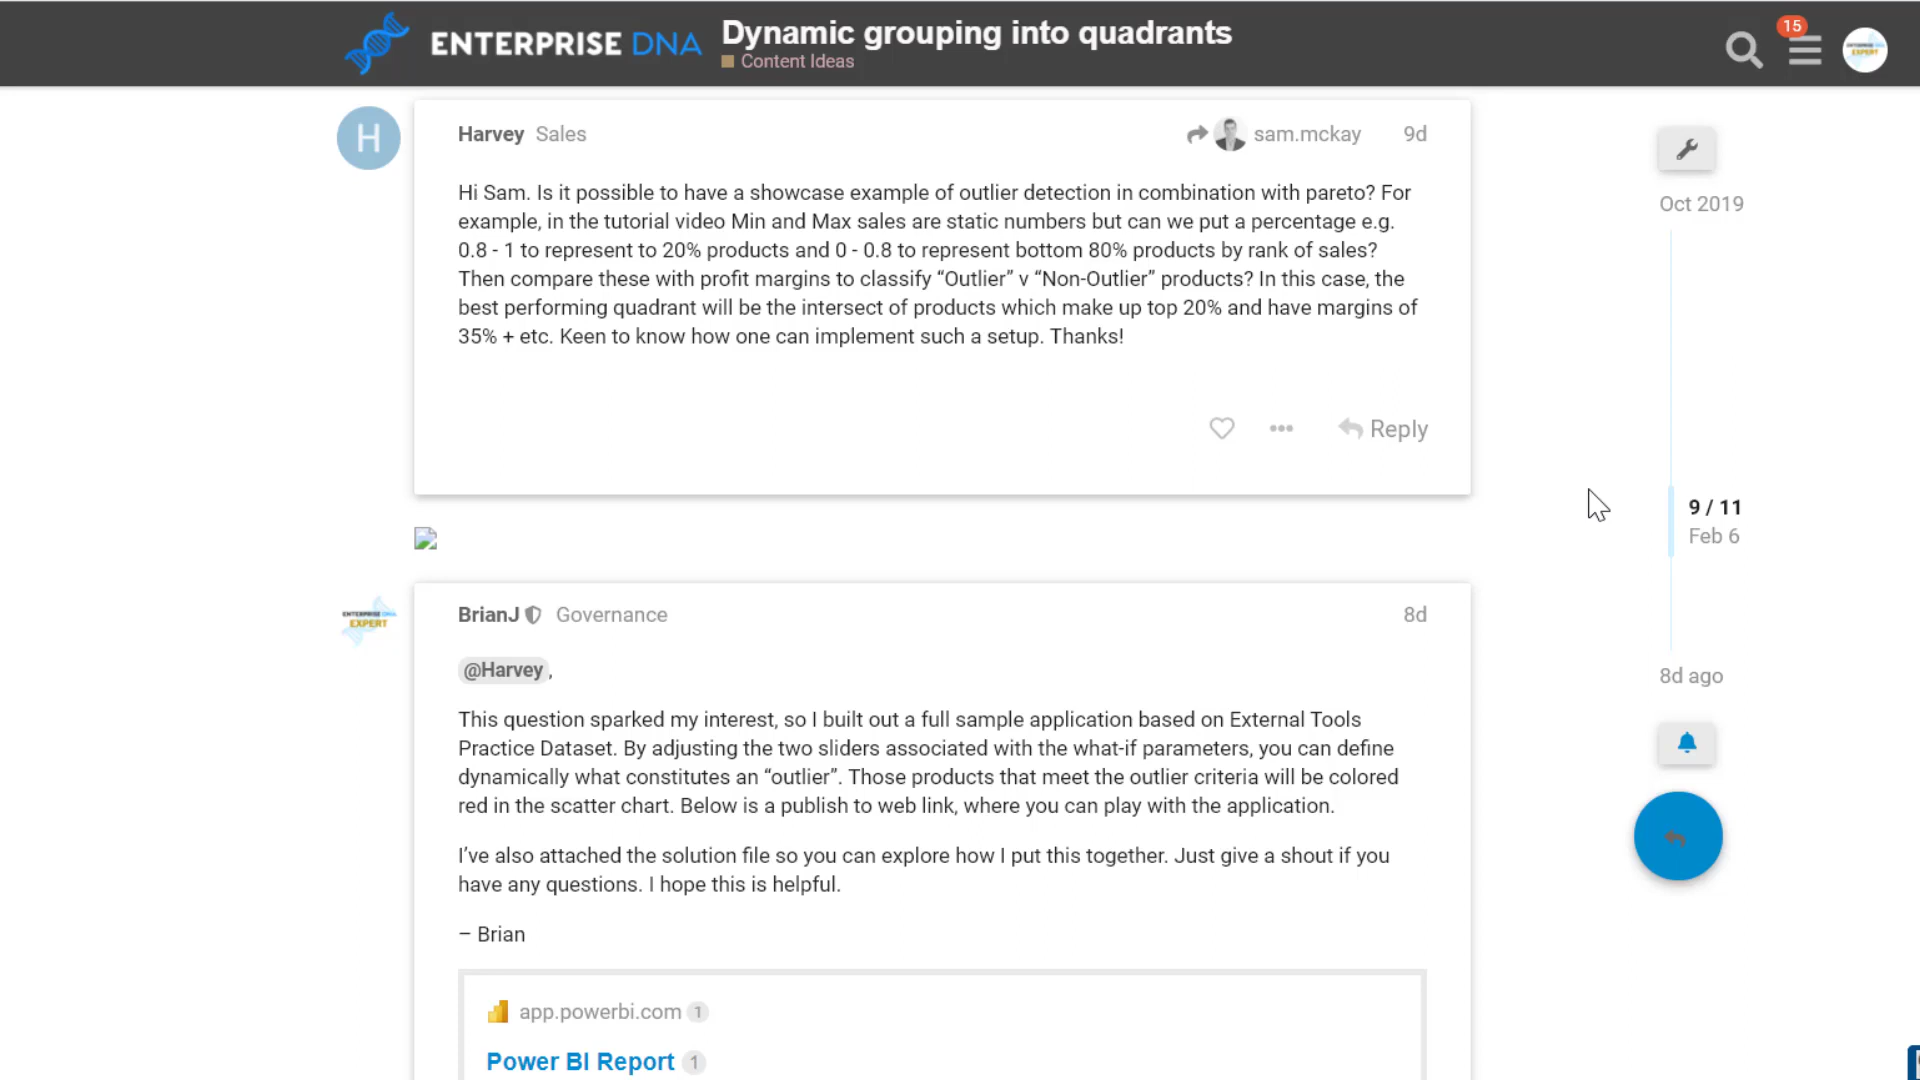 ENTERPRISE DNA
Dynamic grouping into quadrants
Content Ideas
15
ENTERPRISE DNA
EXPERT
H
Harvey Sales
sam.mckay 9d
Hi Sam. Is it possible to have a showcase example of outlier detection in combination with pareto? For
example, in the tutorial video Min and Max sales are static numbers but can we put a percentage e.g.
0.8 - 1 to represent to 20% products and 0 - 0.8 to represent bottom 80% products by rank of sales?
Then compare these with profit margins to classify “Outlier” v “Non-Outlier” products? In this case, the
best performing quadrant will be the intersect of products which make up top 20% and have margins of
35% + etc. Keen to know how one can implement such a setup. Thanks!
Reply
Oct 2019
9 / 11
Feb 6
8d ago
ENTERPRISE DNA
EXPERT
BrianJ Governance 8d
@Harvey,
This question sparked my interest, so I built out a full sample application based on External Tools
Practice Dataset. By adjusting the two sliders associated with the what-if parameters, you can define
dynamically what constitutes an “outlier”. Those products that meet the outlier criteria will be colored
red in the scatter chart. Below is a publish to web link, where you can play with the application.
I’ve also attached the solution file so you can explore how I put this together. Just give a shout if you
have any questions. I hope this is helpful.
– Brian
app.powerbi.com 1
Power BI Report 1